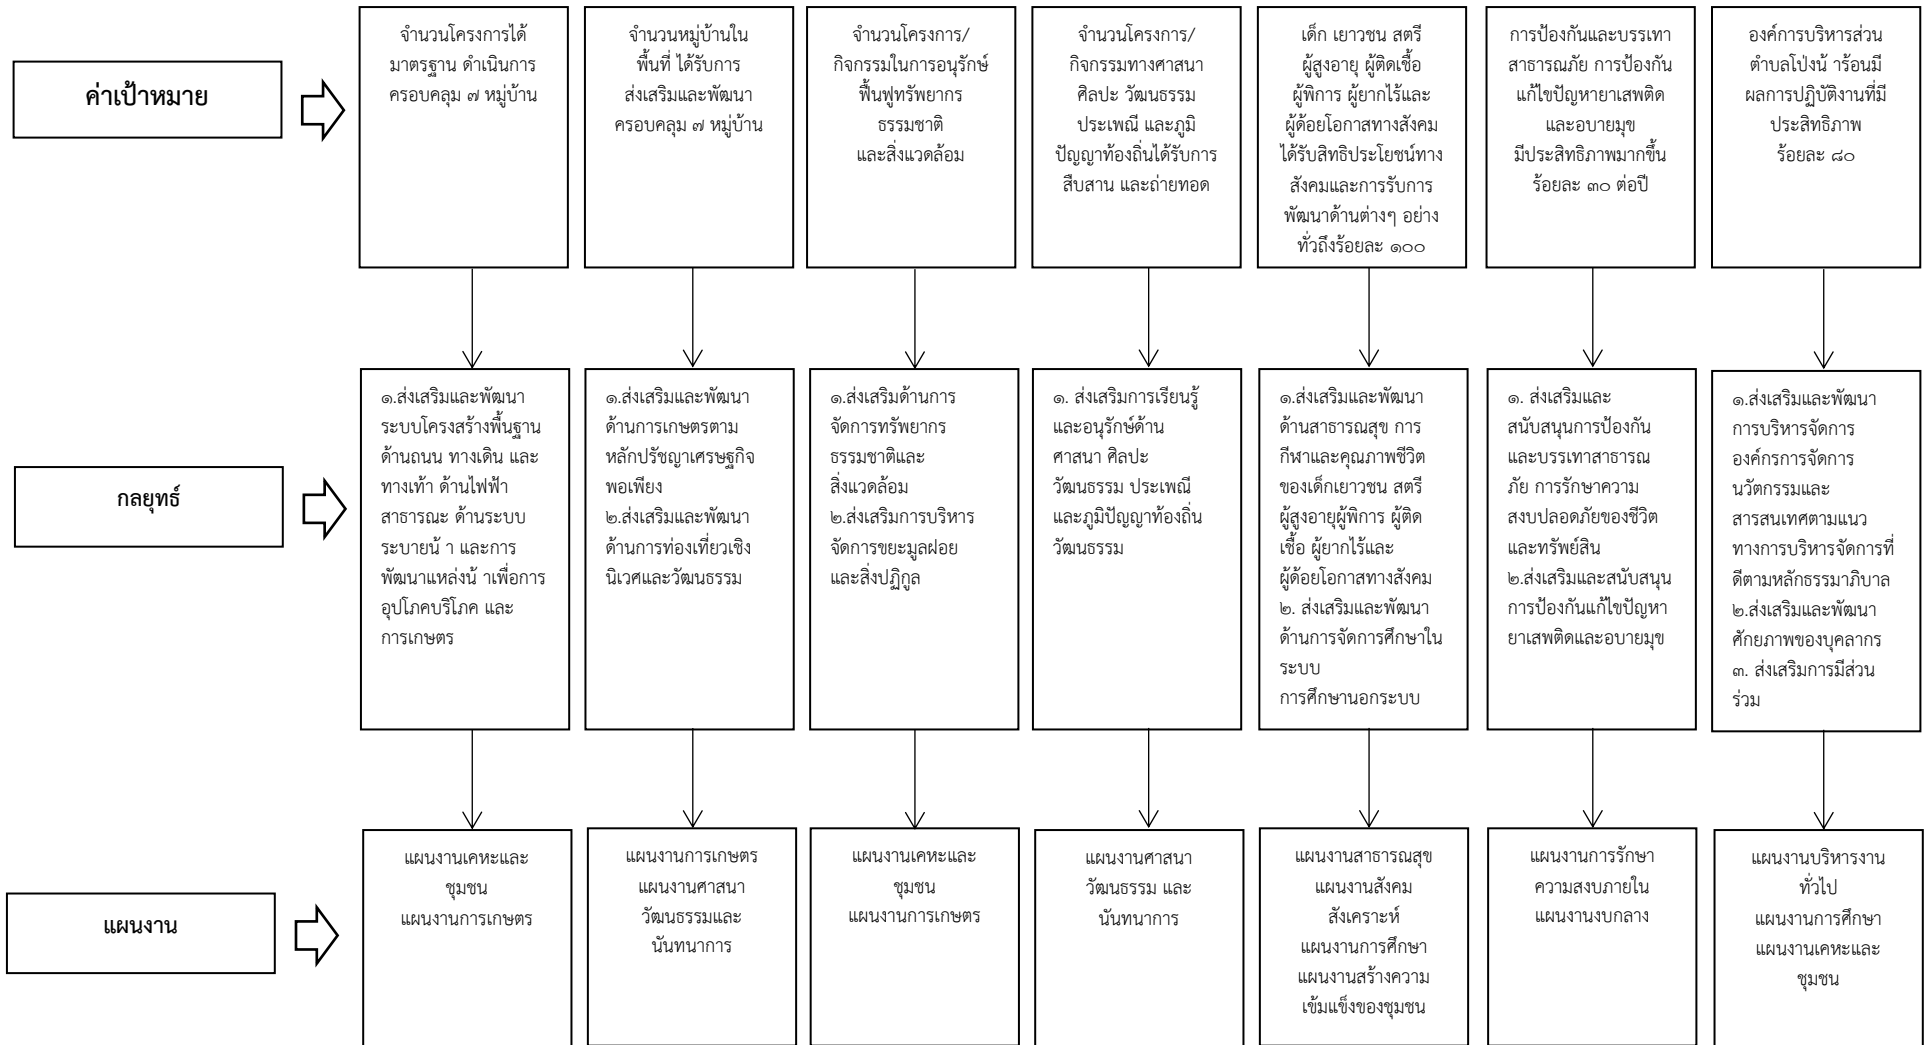 ค่าเป้าหมาย
จำนวนโครงการได้
มาตรฐาน ดำเนินการ
ครอบคลุม ๗ หมู่บ้าน
จำนวนหมู่บ้านใน
พื้นที่ ได้รับการ
ส่งเสริมและพัฒนา
ครอบคลุม ๗ หมู่บ้าน
จำนวนโครงการ/
กิจกรรมในการอนุรักษ์
ฟื้นฟูทรัพยากร
ธรรมชาติ
และสิ่งแวดล้อม
จำนวนโครงการ/
กิจกรรมทางศาสนา
ศิลปะ วัฒนธรรม
ประเพณี และภูมิ
ปัญญาท้องถิ่นได้รับการ
สืบสาน และถ่ายทอด
เด็ก เยาวชน สตรี
ผู้สูงอายุ ผู้ติดเชื้อ
ผู้พิการ ผู้ยากไร้และ
ผู้ด้อยโอกาสทางสังคม
ได้รับสิทธิประโยชน์ทาง
สังคมและการรับการ
พัฒนาด้านต่างๆ อย่าง
ทั่วถึงร้อยละ ๑๐๐
การป้องกันและบรรเทา
สาธารณภัย การป้องกัน
แก้ไขปัญหายาเสพติด
และอบายมุข
มีประสิทธิภาพมากขึ้น
ร้อยละ ๓๐ ต่อปี
องค์การบริหารส่วน
ตำบลโป่งน้ าร้อนมี
ผลการปฏิบัติงานที่มี
ประสิทธิภาพ
ร้อยละ ๘๐
กลยุทธ์
๑.ส่งเสริมและพัฒนา
ระบบโครงสร้างพื้นฐาน
ด้านถนน ทางเดิน และ
ทางเท้า ด้านไฟฟ้า
สาธารณะ ด้านระบบ
ระบายน้ า และการ
พัฒนาแหล่งน้ าเพื่อการ
อุปโภคบริโภค และ
การเกษตร
๑.ส่งเสริมและพัฒนา
ด้านการเกษตรตาม
หลักปรัชญาเศรษฐกิจ
พอเพียง
๒.ส่งเสริมและพัฒนา
ด้านการท่องเที่ยวเชิง
นิเวศและวัฒนธรรม
๑.ส่งเสริมด้านการ
จัดการทรัพยากร
ธรรมชาติและ
สิ่งแวดล้อม
๒.ส่งเสริมการบริหาร
จัดการขยะมูลฝอย
และสิ่งปฏิกูล
๑. ส่งเสริมการเรียนรู้
และอนุรักษ์ด้าน
ศาสนา ศิลปะ
วัฒนธรรม ประเพณี
และภูมิปัญญาท้องถิ่น
วัฒนธรรม
๑.ส่งเสริมและพัฒนา
ด้านสาธารณสุข การ
กีฬาและคุณภาพชีวิต
ของเด็กเยาวชน สตรี
ผู้สูงอายุผู้พิการ ผู้ติด
เชื้อ ผู้ยากไร้และ
ผู้ด้อยโอกาสทางสังคม
๒. ส่งเสริมและพัฒนา
ด้านการจัดการศึกษาใน
ระบบ
การศึกษานอกระบบ
๑. ส่งเสริมและ
สนับสนุนการป้องกัน
และบรรเทาสาธารณ
ภัย การรักษาความ
สงบปลอดภัยของชีวิต
และทรัพย์สิน
๒.ส่งเสริมและสนับสนุน
การป้องกันแก้ไขปัญหา
ยาเสพติดและอบายมุข
๑.ส่งเสริมและพัฒนา
การบริหารจัดการ
องค์กรการจัดการ
นวัตกรรมและ
สารสนเทศตามแนว
ทางการบริหารจัดการที่
ดีตามหลักธรรมาภิบาล
๒.ส่งเสริมและพัฒนา
ศักยภาพของบุคลากร
๓. ส่งเสริมการมีส่วน
ร่วม
แผนงาน
แผนงานเคหะและ
ชุมชน
แผนงานการเกษตร
แผนงานการเกษตร
แผนงานศาสนา
วัฒนธรรมและ
นันทนาการ
แผนงานเคหะและ
ชุมชน
แผนงานการเกษตร
แผนงานศาสนา
วัฒนธรรม และ
นันทนาการ
แผนงานสาธารณสุข
แผนงานสังคม
สังเคราะห์
แผนงานการศึกษา
แผนงานสร้างความ
เข้มแข็งของชุมชน
แผนงานการรักษา
ความสงบภายใน
แผนงานงบกลาง
แผนงานบริหารงาน
ทั่วไป
แผนงานการศึกษา
แผนงานเคหะและ
ชุมชน